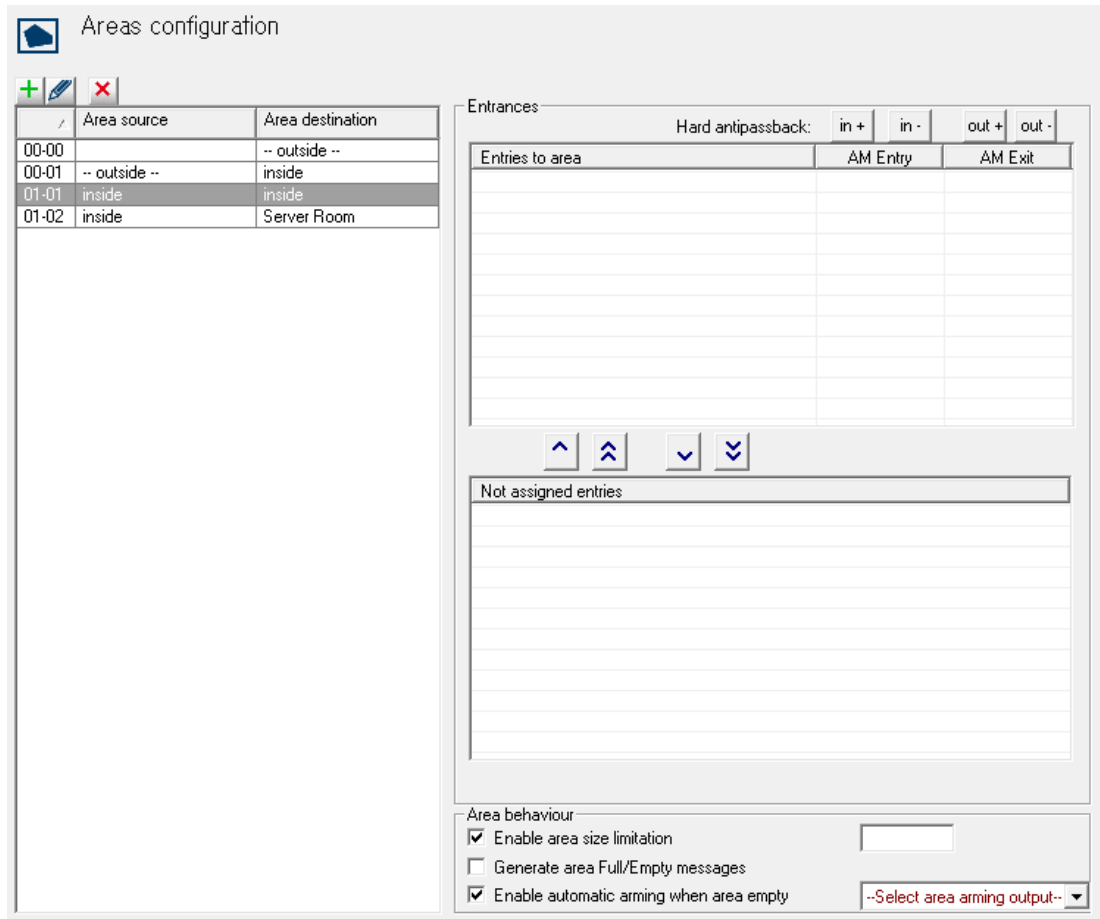 Areas configuration
Area source Area destination
00-00 -- outside --
00-01 -- outside -- inside
01-01 inside inside
01-02 inside Server Room
Entrances
Hard antipassback: in + in - out + out -
Entries to area AM Entry AM Exit
Not assigned entries
Area behaviour
Enable area size limitation
Generate area Full/Empty messages
Enable automatic arming when area empty --Select area arming output--